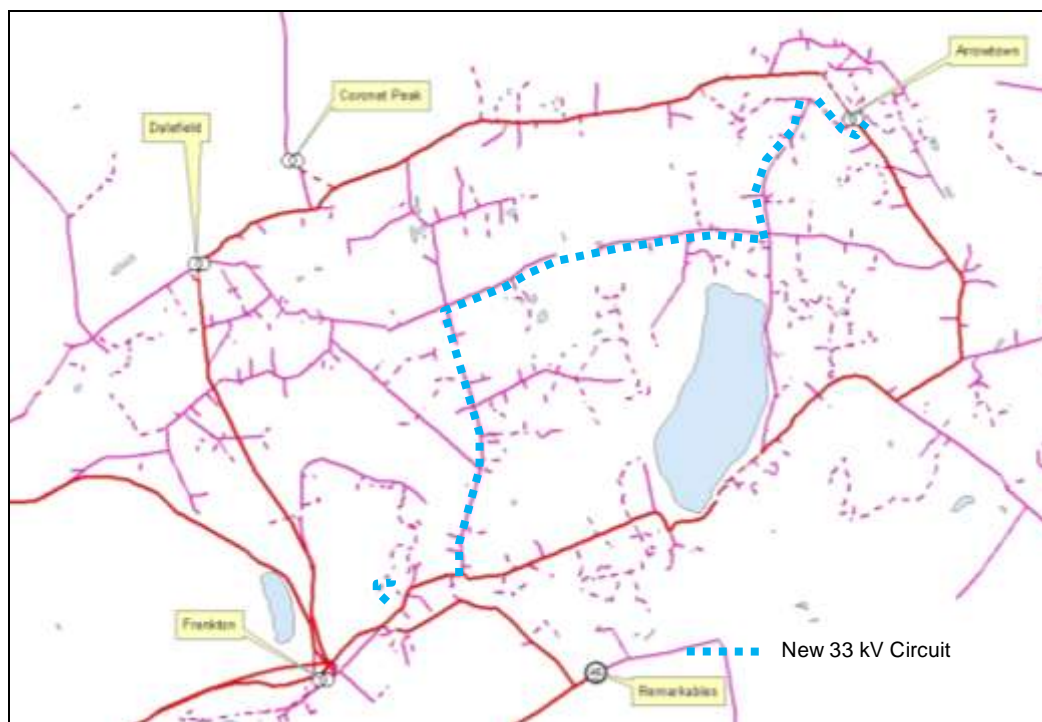 Arrowtown
Coronet Peak
Dalefield
Frankton
New 33 kV Circuit
Remarkables